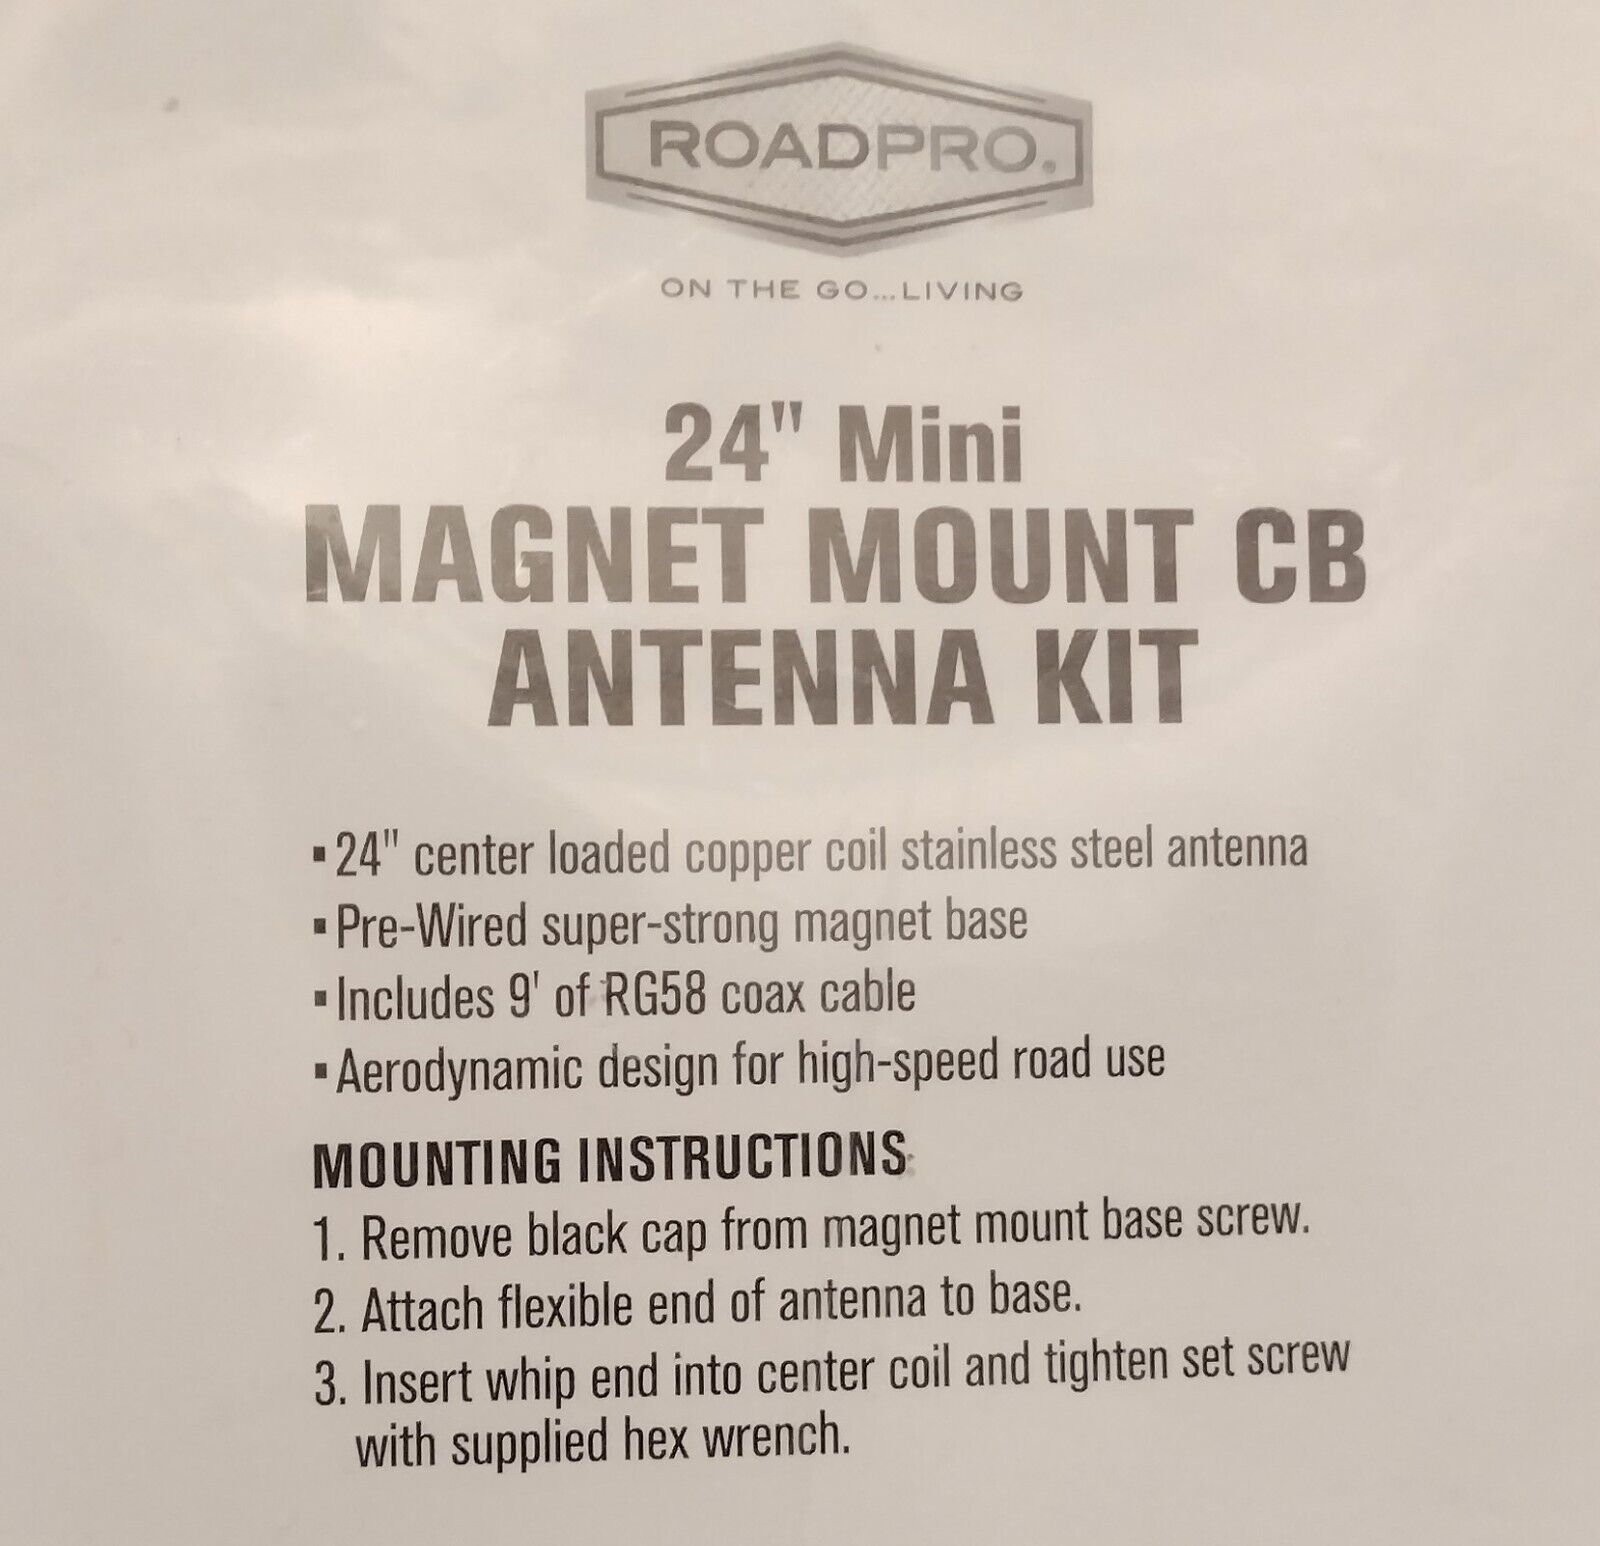 ROADPRO®
ON THE GO...LIVING
24" Mini
MAGNET MOUNT CB
ANTENNA KIT
▪ 24" center loaded copper coil stainless steel antenna
▪ Pre-Wired super-strong magnet base
▪ Includes 9' of RG58 coax cable
▪ Aerodynamic design for high-speed road use
MOUNTING INSTRUCTIONS
1. Remove black cap from magnet mount base screw.
2. Attach flexible end of antenna to base.
3. Insert whip end into center coil and tighten set screw
with supplied hex wrench.